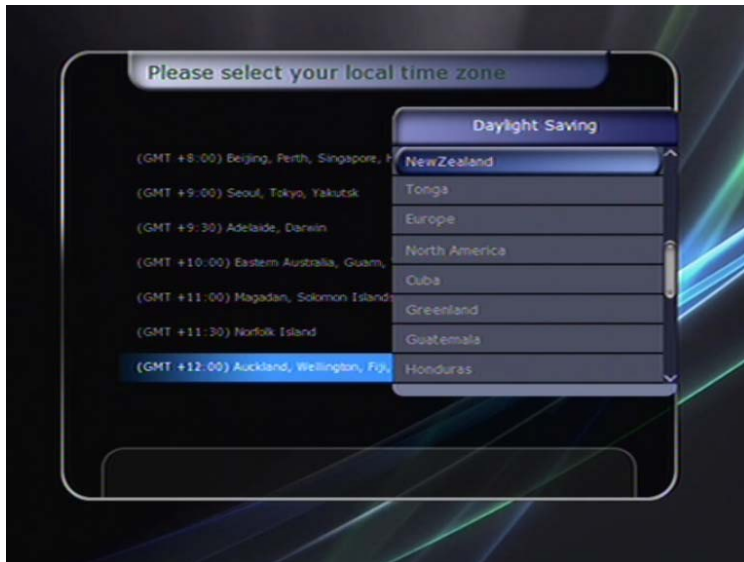 Please select your local time zone
Daylight Saving
(GMT +8:00) Beijing, Perth, Singapore,
(GMT +9:00) Seoul, Tokyo, Yakutsk
(GMT +9:30) Adelaide, Darwin
(GMT +10:00) Eastern Australia, Guam,
(GMT +11:00) Magadan, Solomon Islands
(GMT +11:30) Norfolk Island
(GMT +12:00) Auckland, Wellington, Fiji,
NewZealand
Tonga
Europe
North America
Cuba
Greenland
Guatemala
Honduras